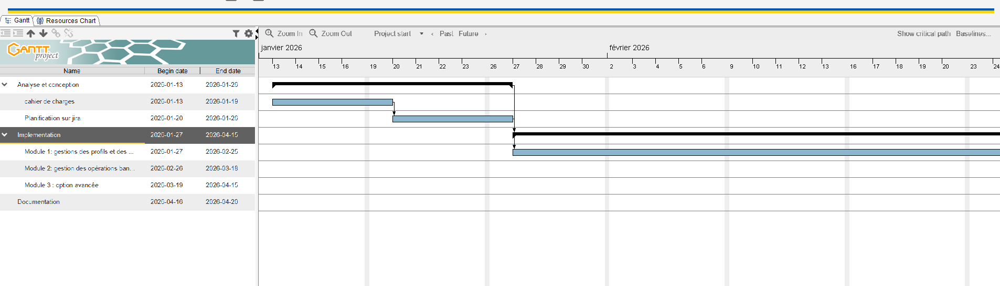 Gantt Resources Chart
Zoom In Zoom Out Project start ‹ Past Future › Show critical path Baselines...
GANTT project
janvier 2026 février 2026
13 14 15 16 19 20 21 22 23 26 27 28 29 30 2 3 4 5 6 9 10 11 12 13 16 17 18 19 20 23 24
Name Begin date End date
Analyse et conception 2026-01-13 2026-01-26
cahier de charges 2026-01-13 2026-01-19
Planificatiion sur jira 2026-01-20 2026-01-26
Implementation 2026-01-27 2026-04-15
Module 1: gestions des profils et des ... 2026-01-27 2026-02-25
Module 2: gestion des opérations ban... 2026-02-26 2026-03-18
Module 3 : option avancée 2026-03-19 2026-04-15
Documentation 2026-04-16 2026-04-20